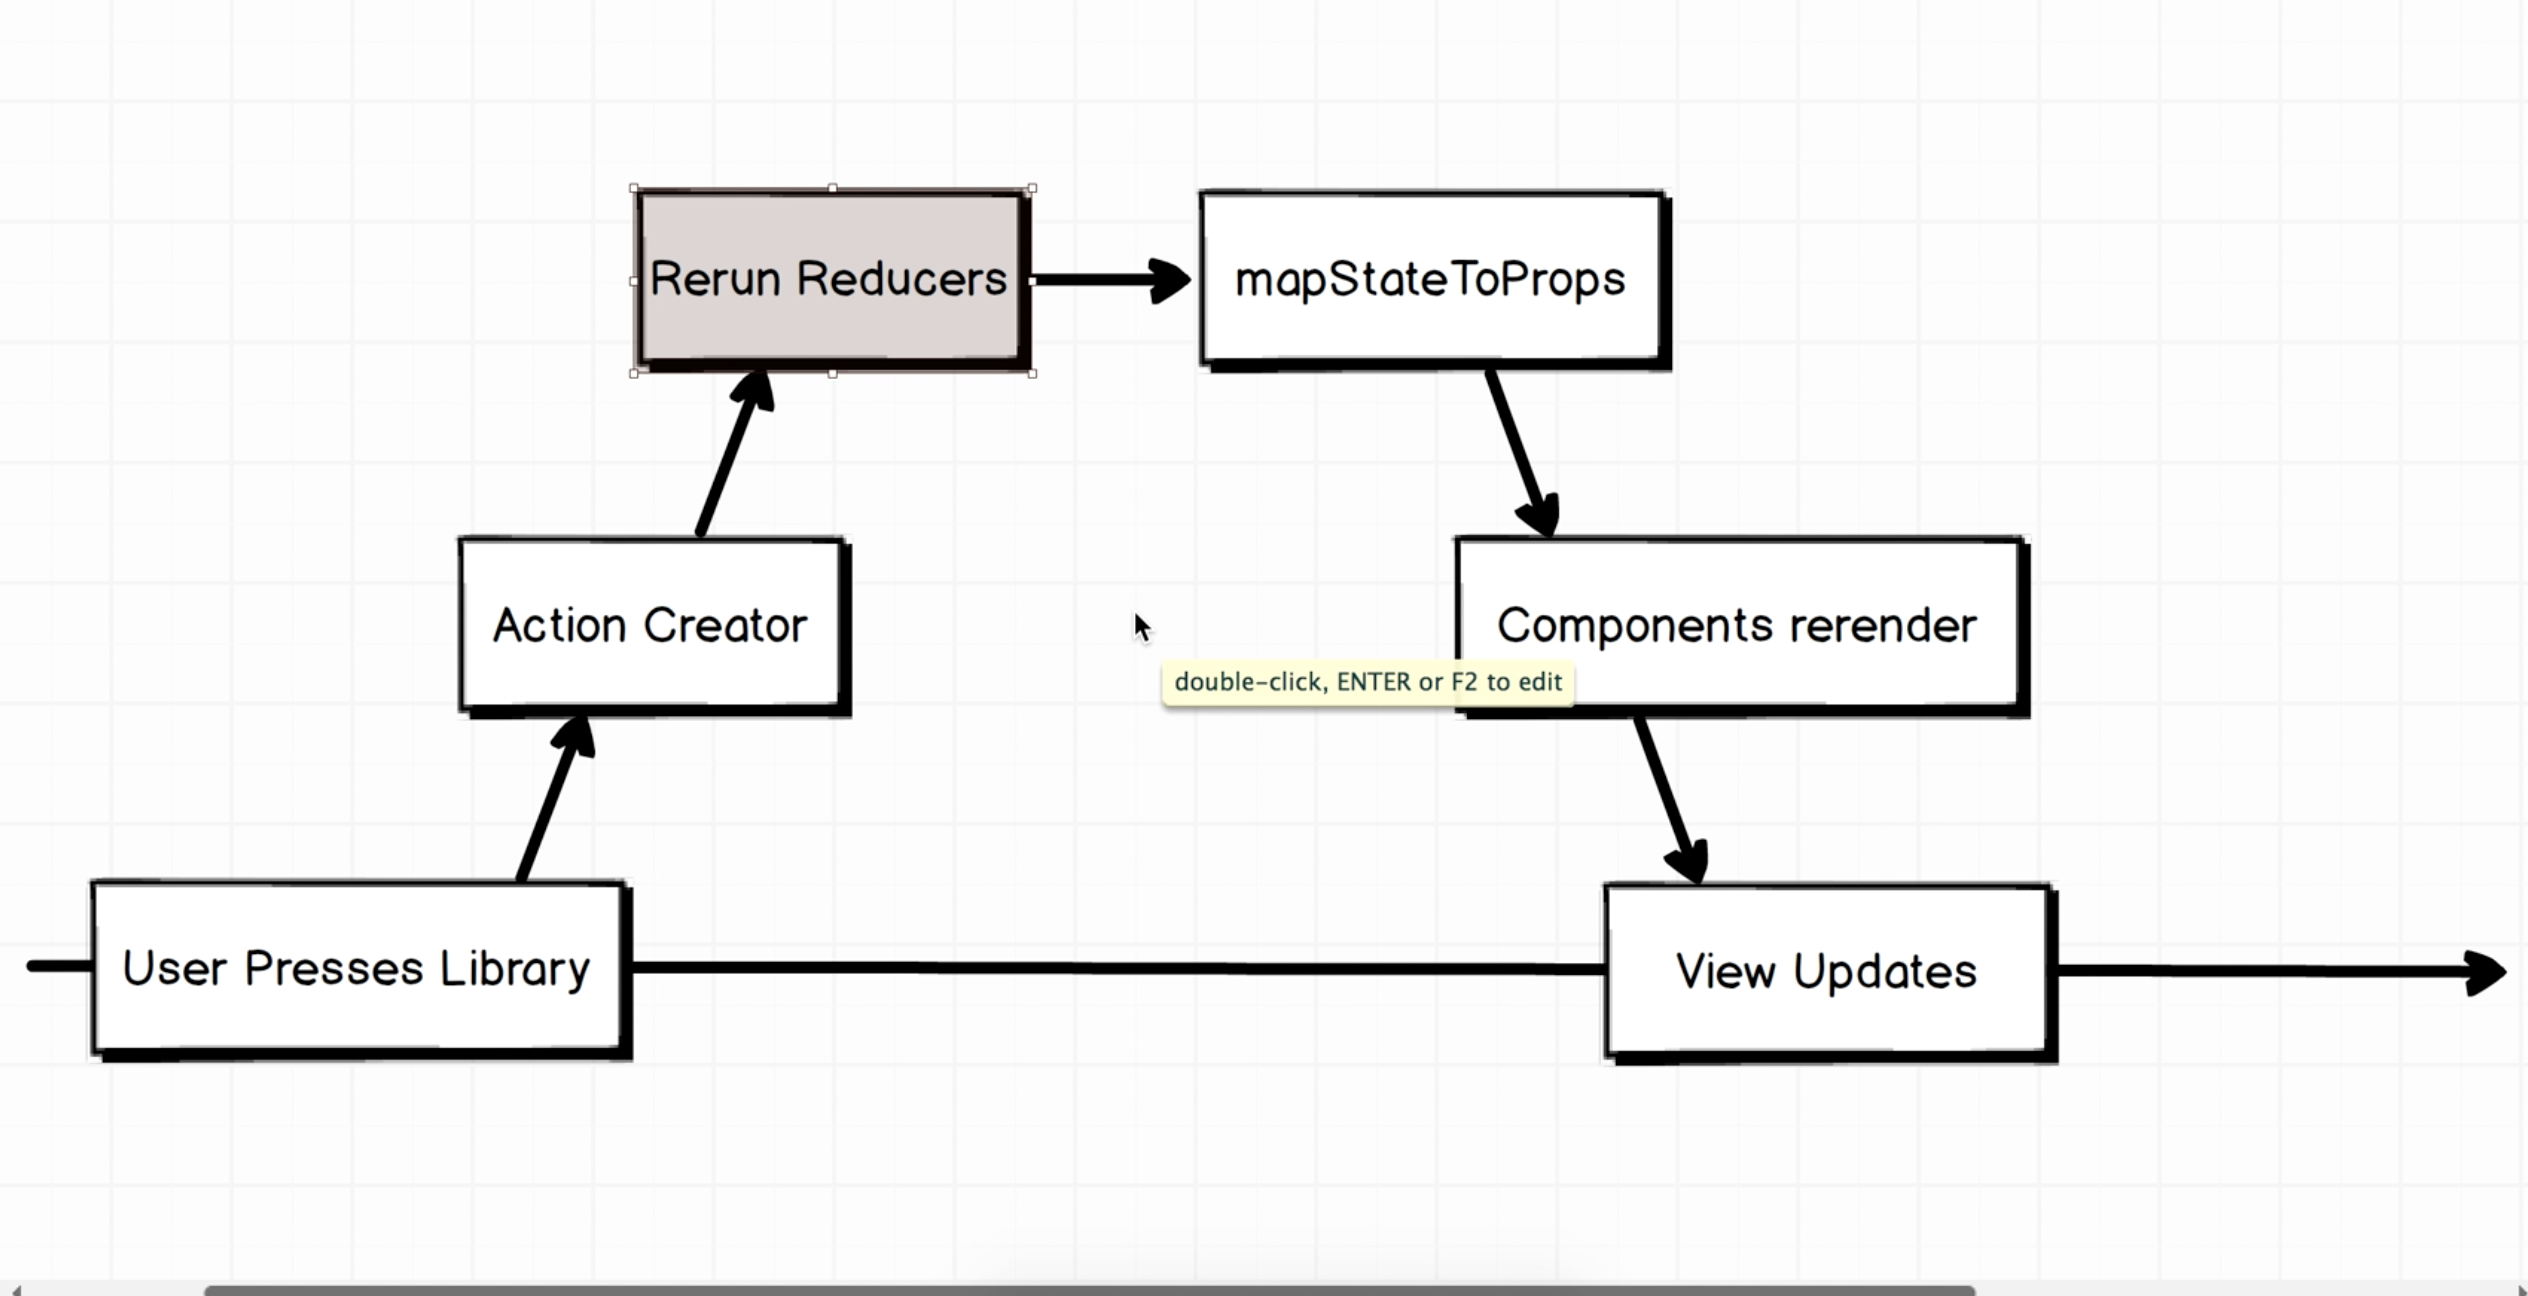 Rerun Reducers
mapStateToProps
Action Creator
Components rerender
double-click, ENTER or F2 to edit
User Presses Library
View Updates